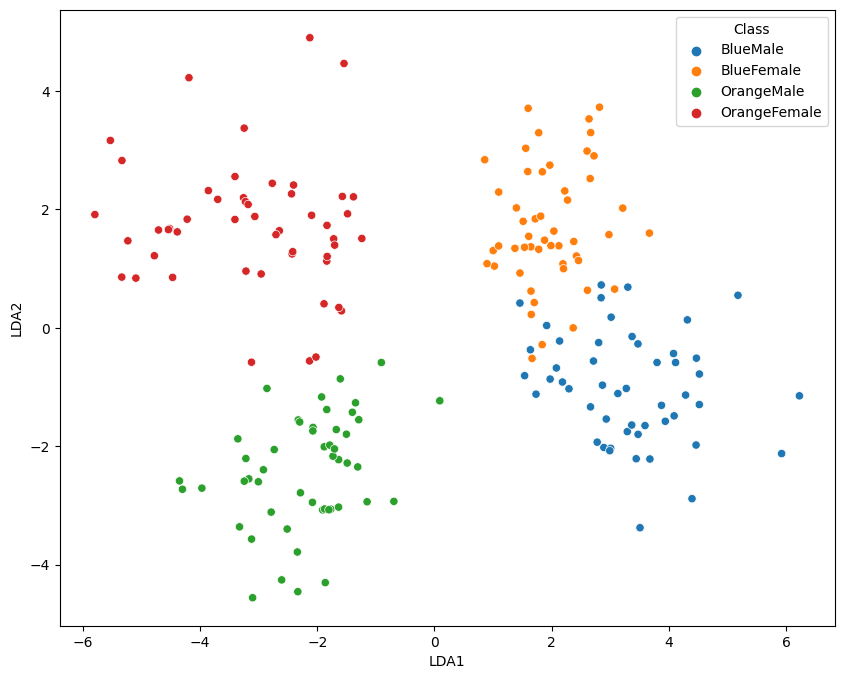 Class
BlueMale
BlueFemale
OrangeMale
OrangeFemale
4
2
0
−2
−4
LDA2
−6
−4
−2
0
2
4
6
LDA1